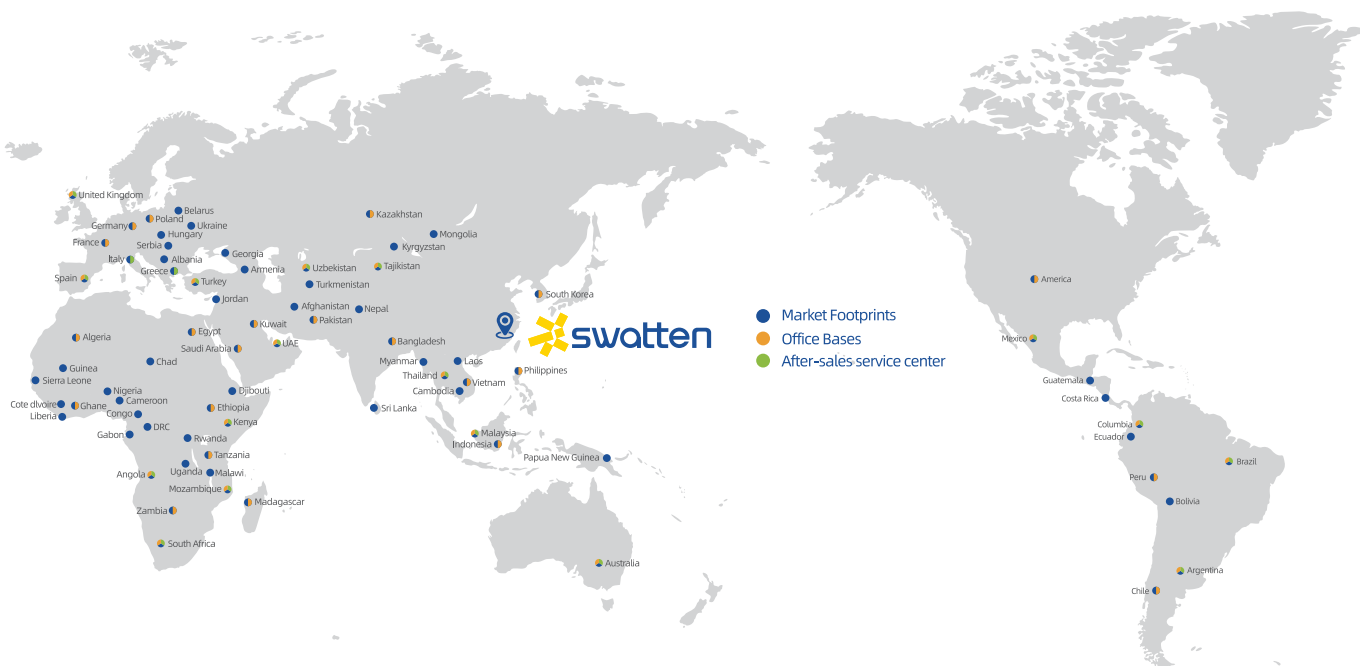 United Kingdom
Belarus
Poland
Germany
Ukraine
Hungary
France
Serbia
Italy
Albania
Greece
Spain
Turkey
Georgia
Armenia
Jordan
Kazakhstan
Mongolia
Kyrgyzstan
Uzbekistan
Tajikistan
Turkmenistan
Afghanistan
Nepal
Pakistan
South Korea
swatten
Market Footprints
Office Bases
After-sales service center
Algeria
Egypt
Kuwait
Saudi Arabia
UAE
Chad
Guinea
Sierra Leone
Nigeria
Djibouti
Cameroon
Cote dlvoire
Ghane
Ethiopia
Liberia
Congo
Kenya
DRC
Gabon
Rwanda
Tanzania
Uganda
Malawi
Angola
Mozambique
Madagascar
Zambia
South Africa
Bangladesh
Myanmar
Laos
Thailand
Vietnam
Philippines
Cambodia
Sri Lanka
Malaysia
Indonesia
Papua New Guinea
Australia
America
Mexico
Guatemala
Costa Rica
Columbia
Ecuador
Brazil
Peru
Bolivia
Argentina
Chile